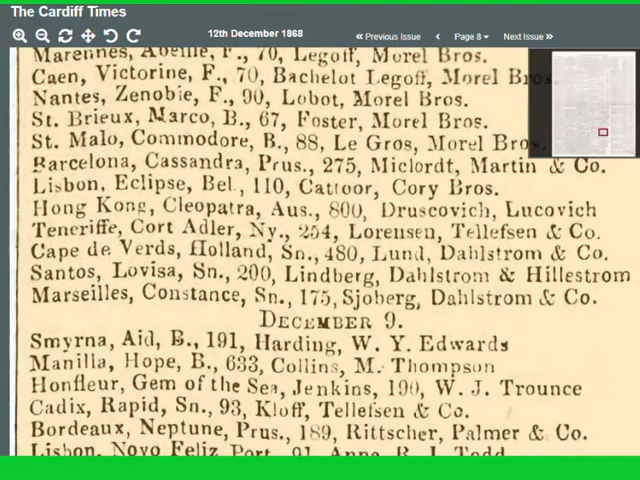 The Cardiff Times
12th December 1868
Previous Issue
Page 8
Next Issue
Marennes, Abeille, F., 70, Legoff, Morel Bros.
Caen, Victorine, F., 70, Bachelot Legoff, Morel Bros.
Nantes, Zenobie, F., 90, Lobot, Morel Bros.
St. Brieux, Marco, B., 67, Foster, Morel Bros.
St. Malo, Commodore, B., 88, Le Gros, Morel Bros.
Barcelona, Cassandra, Prus., 275, Miclordt, Martin & Co.
Lisbon, Eclipse, Bel., 110, Cattoor, Cory Bros.
Hong Kong, Cleopatra, Aus., 800, Druscovich, Lucovich
Teneriffe, Cort Adler, Ny., 254, Lorensen, Tellefsen & Co.
Cape de Verds, Holland, Sn., 480, Lund, Dahlstrom & Co.
Santos, Lovisa, Sn., 200, Lindberg, Dahlstrom & Hillestrom
Marseilles, Constance, Sn., 175, Sjoberg, Dahlstrom & Co.
DECEMBER 9.
Smyrna, Aid, B., 191, Harding, W. Y. Edwards
Manilla, Hope, B., 633, Collins, M. Thompson
Honfleur, Gem of the Sea, Jenkins, 190, W. J. Trounce
Cadix, Rapid, Sn., 93, Kloff, Tellefsen & Co.
Bordeaux, Neptune, Prus., 189, Rittscher, Palmer & Co.
Lisbon, Novo Feliz, Port., 91, R. J. Todd